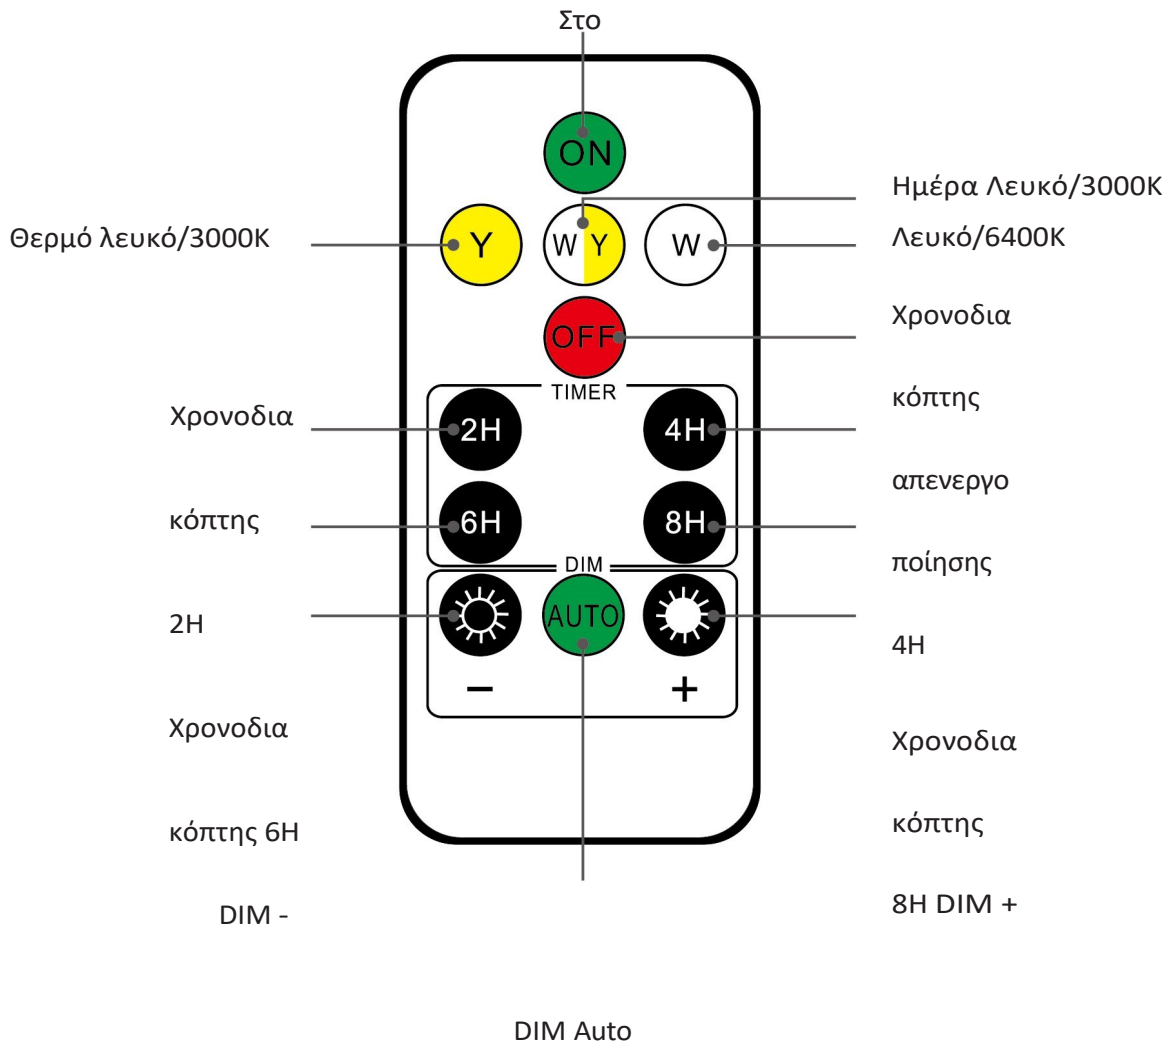 Στο
ON
Ημέρα Λευκό/3000K
Θερμό λευκό/3000K
Y
W Y
W
Λευκό/6400K
OFF
Χρονοδια
TIMER
κόπτης
Χρονοδια
2H
4H
απενεργο
κόπτης
6H
8H
ποίησης
DIM
2H
AUTO
4H
− +
Χρονοδια
Χρονοδια
κόπτης 6H
κόπτης
DIM -
8H DIM +
DIM Auto